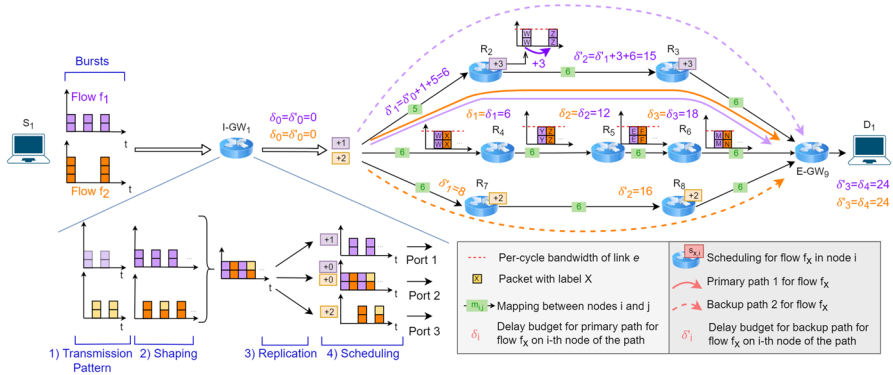 Bursts
Flow f1
S1
t
Flow f2
t
I-GW1
δ0=δ'0=0
δ0=δ'0=0
+1
+2
δ'1=δ'0+1+5=6
5
R2
+3
W
W
Z
Z
+3
6
δ'2=δ'1+3+6=15
R3
+3
6
δ1=δ1=6
δ2=δ2=12
δ3=δ3=18
6
W X
W X
R4
6
Y Z
Y Z
R5
E F
E F
R6
M N
M N
6
E-GW9
D1
δ'3=δ4=24
δ'3=δ4=24
6
δ'1=8
R7
+2
6
δ'2=16
R8
+2
6
t
t
t
t
t
1) Transmission
Pattern
2) Shaping
3) Replication
4) Scheduling
+1
t
Port 1
+0
+0
t
Port 2
+2
t
Port 3
Per-cycle bandwidth of link e
X
Packet with label X
mi,j
Mapping between nodes i and j
δi
Delay budget for primary path for
flow fX on i-th node of the path
sx,i
Scheduling for flow fX in node i
Primary path 1 for flow fX
Backup path 2 for flow fX
δ'i
Delay budget for backup path for
flow fX on i-th node of the path